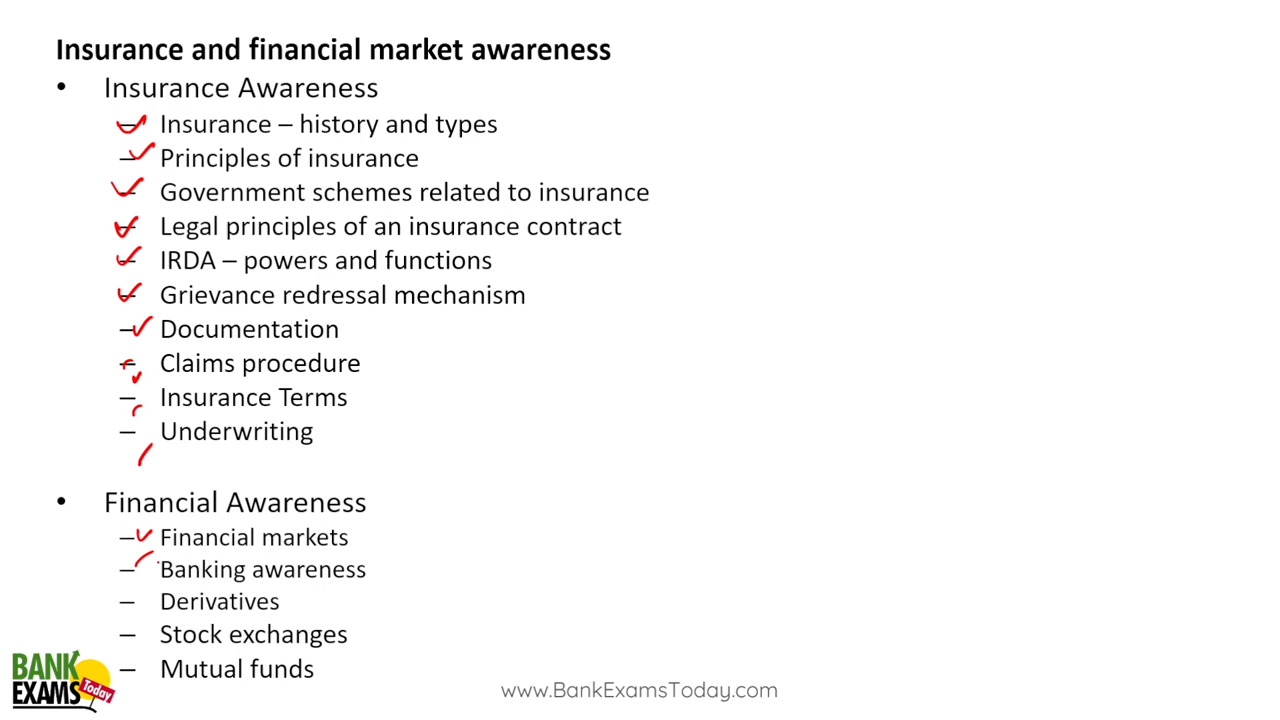 Insurance and financial market awareness
• Insurance Awareness
– Insurance – history and types
– Principles of insurance
– Government schemes related to insurance
– Legal principles of an insurance contract
– IRDA – powers and functions
– Grievance redressal mechanism
– Documentation
– Claims procedure
– Insurance Terms
– Underwriting
• Financial Awareness
– Financial markets
– Banking awareness
– Derivatives
– Stock exchanges
– Mutual funds
BANK
EXAMS Today
www.BankExamsToday.com